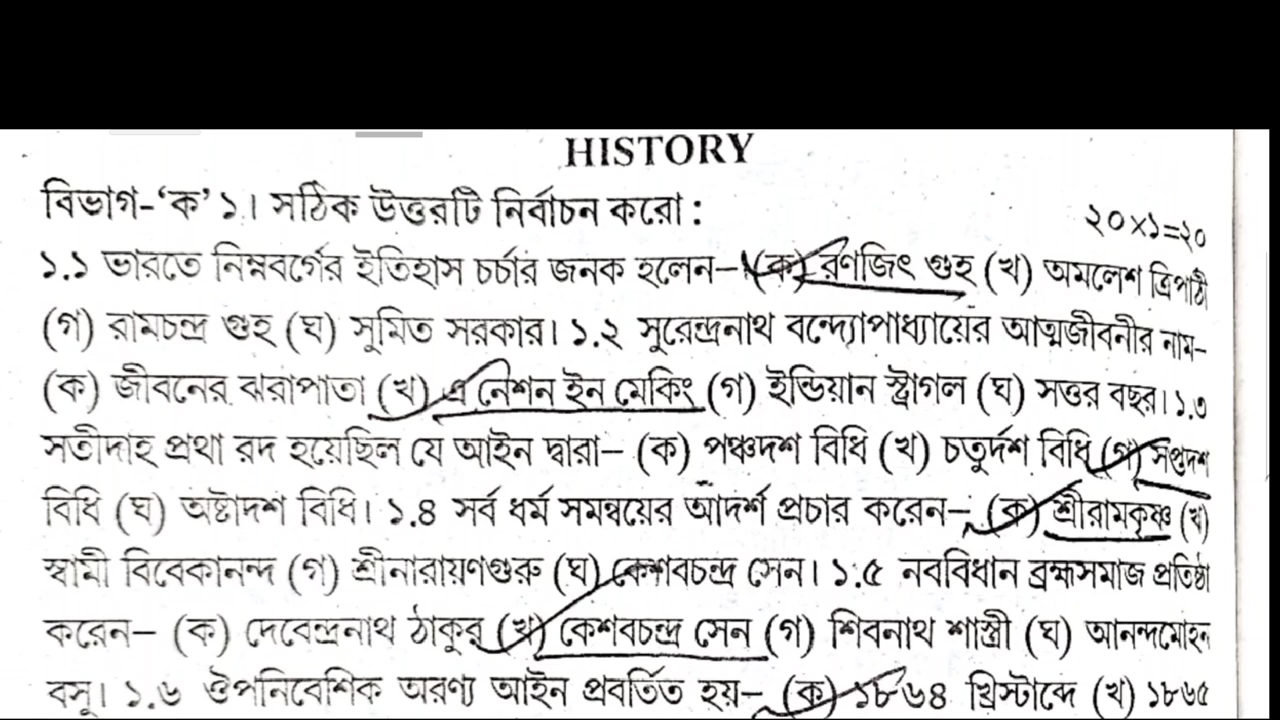 HISTORY
বিভাগ-‘ক’ ১। সঠিক উত্তরটি নির্বাচন করো :
২০×১=২০
১.১ ভারতে নিম্নবর্গের ইতিহাস চর্চার জনক হলেন– (ক) রণজিৎ গুহ (খ) অমলেশ ত্রিপাঠী
(গ) রামচন্দ্র গুহ (ঘ) সুমিত সরকার। ১.২ সুরেন্দ্রনাথ বন্দ্যোপাধ্যায়ের আত্মজীবনীর নাম–
(ক) জীবনের ঝরাপাতা (খ) এ নেশন ইন মেকিং (গ) ইন্ডিয়ান স্ট্রাগল (ঘ) সত্তর বছর। ১.৩
সতীদাহ প্রথা রদ হয়েছিল যে আইন দ্বারা– (ক) পঞ্চদশ বিধি (খ) চতুর্দশ বিধি (গ) সপ্তদশ
বিধি (ঘ) অষ্টাদশ বিধি। ১.৪ সর্ব ধর্ম সমন্বয়ের আদর্শ প্রচার করেন– (ক) শ্রীরামকৃষ্ণ (খ)
স্বামী বিবেকানন্দ (গ) শ্রীনারায়ণগুরু (ঘ) কেশবচন্দ্র সেন। ১.৫ নববিধান ব্রহ্মসমাজ প্রতিষ্ঠা
করেন– (ক) দেবেন্দ্রনাথ ঠাকুর (খ) কেশবচন্দ্র সেন (গ) শিবনাথ শাস্ত্রী (ঘ) আনন্দমোহন
বসু। ১.৬ ঔপনিবেশিক অরণ্য আইন প্রবর্তিত হয়– (ক) ১৮৬৪ খ্রিস্টাব্দে (খ) ১৮৬৫